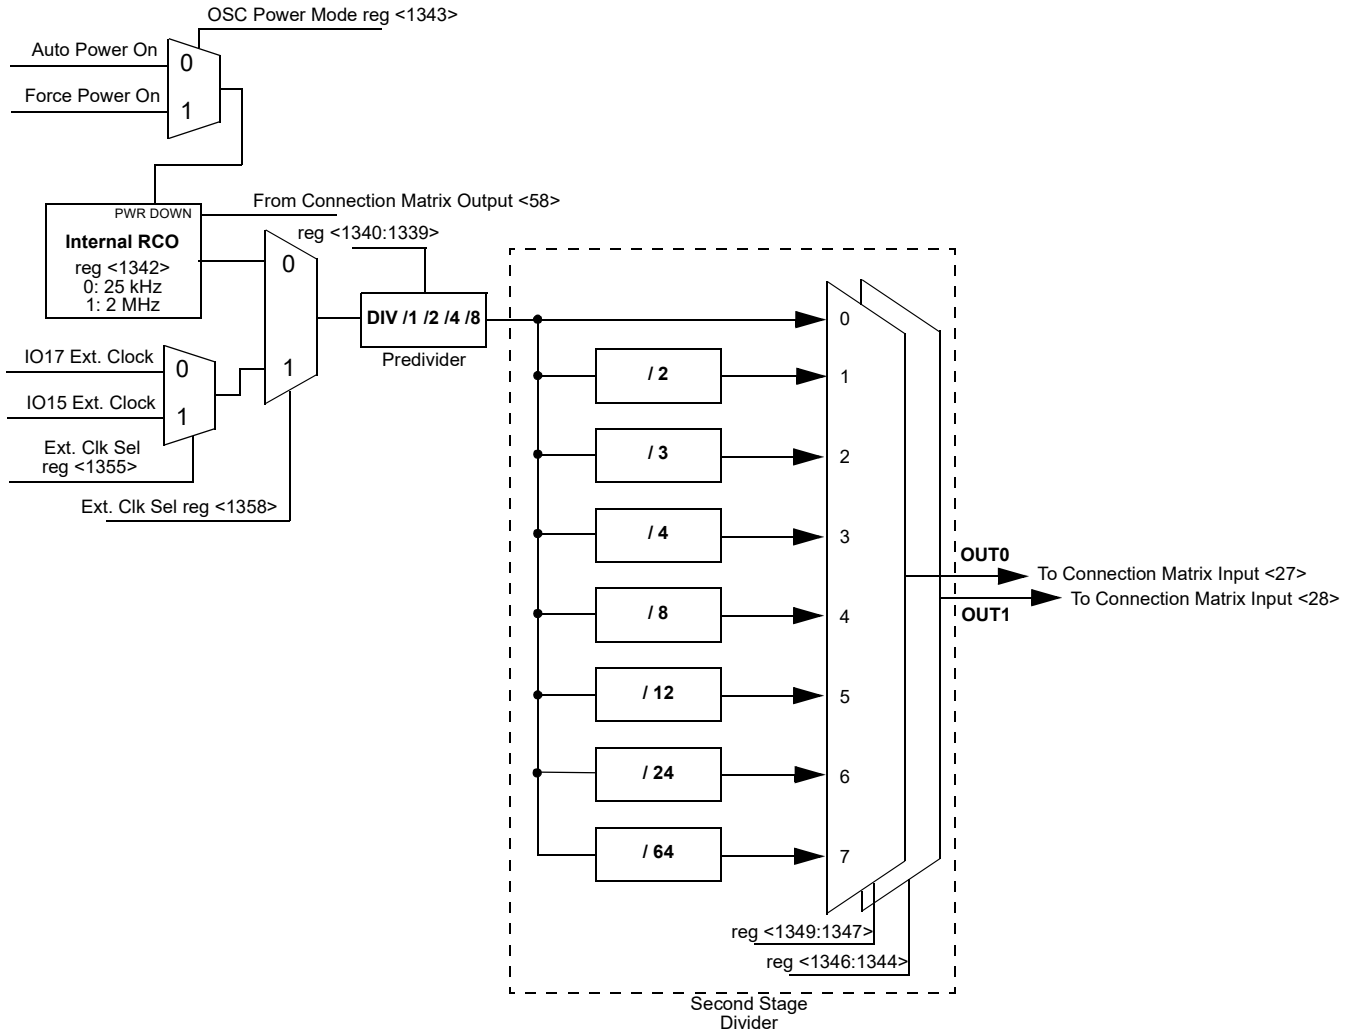 OSC Power Mode reg <1343>
Auto Power On
0
Force Power On
1
From Connection Matrix Output <58>
PWR DOWN
Internal RCO
reg <1342>
0: 25 kHz
1: 2 MHz
reg <1340:1339>
0
1
DIV /1 /2 /4 /8
Predivider
IO17 Ext. Clock
0
IO15 Ext. Clock
1
Ext. Clk Sel
reg <1355>
Ext. Clk Sel reg <1358>
0
/ 2
1
/ 3
2
/ 4
3
/ 8
4
/ 12
5
/ 24
6
/ 64
7
OUT0
To Connection Matrix Input <27>
To Connection Matrix Input <28>
OUT1
reg <1349:1347>
reg <1346:1344>
Second Stage
Divider